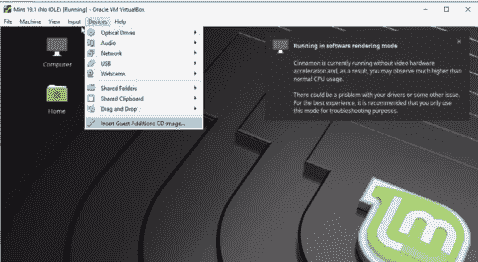 Mint 19.1 (No IDLE) [Running] - Oracle VM VirtualBox
File Machine View Input Devices Help
Optical Drives
Audio
Network
USB
Webcams
Shared Folders
Shared Clipboard
Drag and Drop
Insert Guest Additions CD image...
Computer
Home
Running in software rendering mode
Cinnamon is currently running without video hardware
acceleration and, as a result, you may observe much higher than
normal CPU usage.
There could be a problem with your drivers or some other issue.
For the best experience, it is recommended that you only use
this mode for troubleshooting purposes.